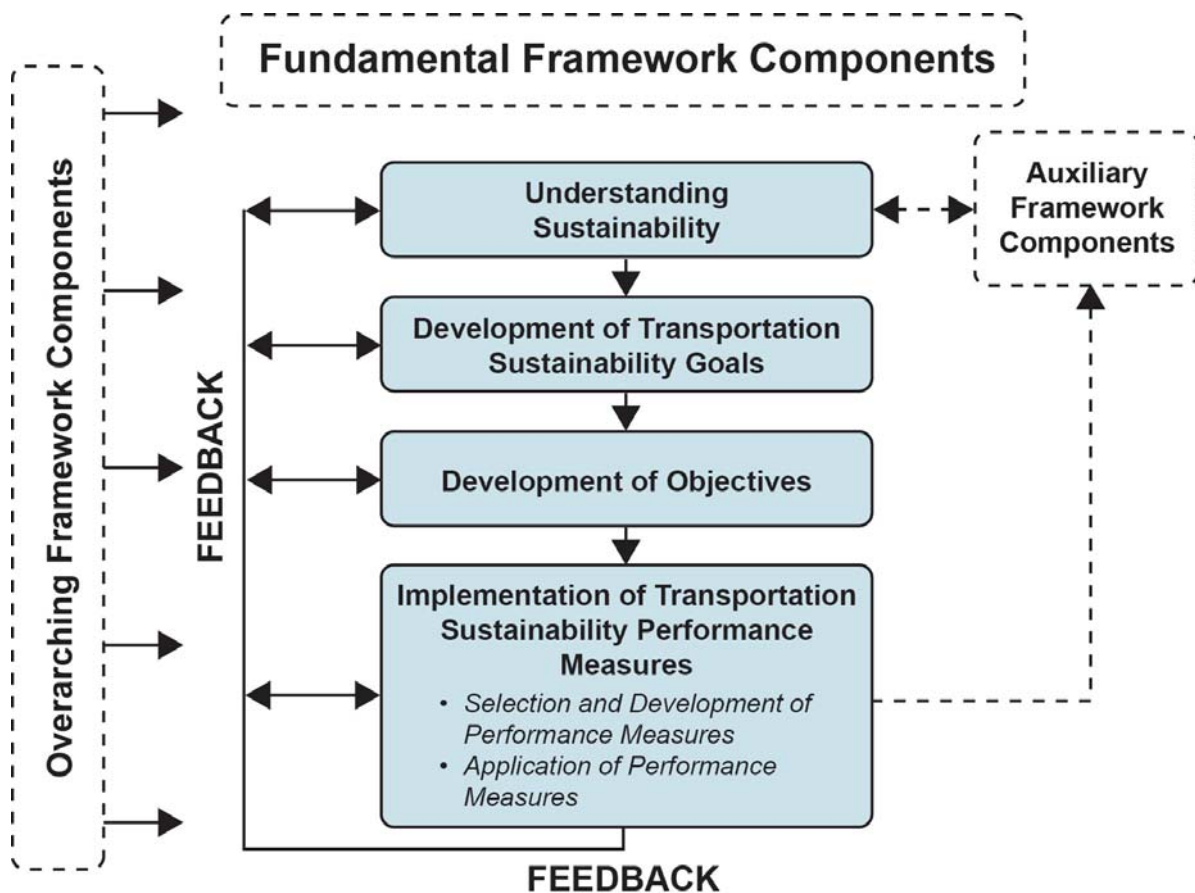 Fundamental Framework Components
Overarching Framework Components
Understanding
Sustainability
Auxiliary
Framework
Components
Development of Transportation
Sustainability Goals
FEEDBACK
Development of Objectives
Implementation of Transportation
Sustainability Performance
Measures
• Selection and Development of
Performance Measures
• Application of Performance
Measures
FEEDBACK